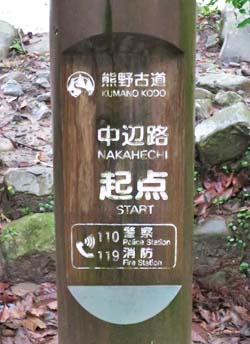 熊野古道
KUMANO KODO
中辺路
NAKAHECHI
起点
START
110 警察
Police Station
119 消防
Fire Station